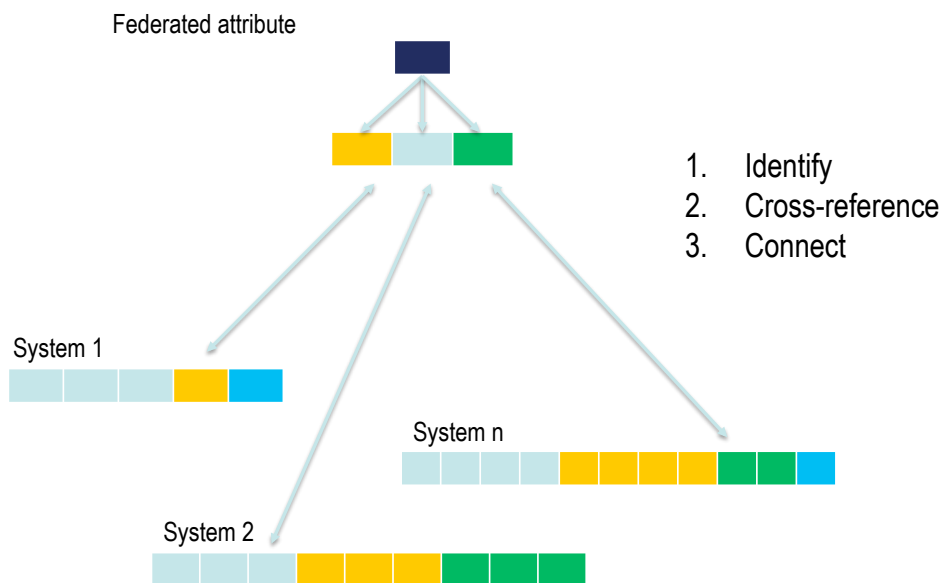 Federated attribute
1. Identify
2. Cross-reference
3. Connect
System 1
System n
System 2